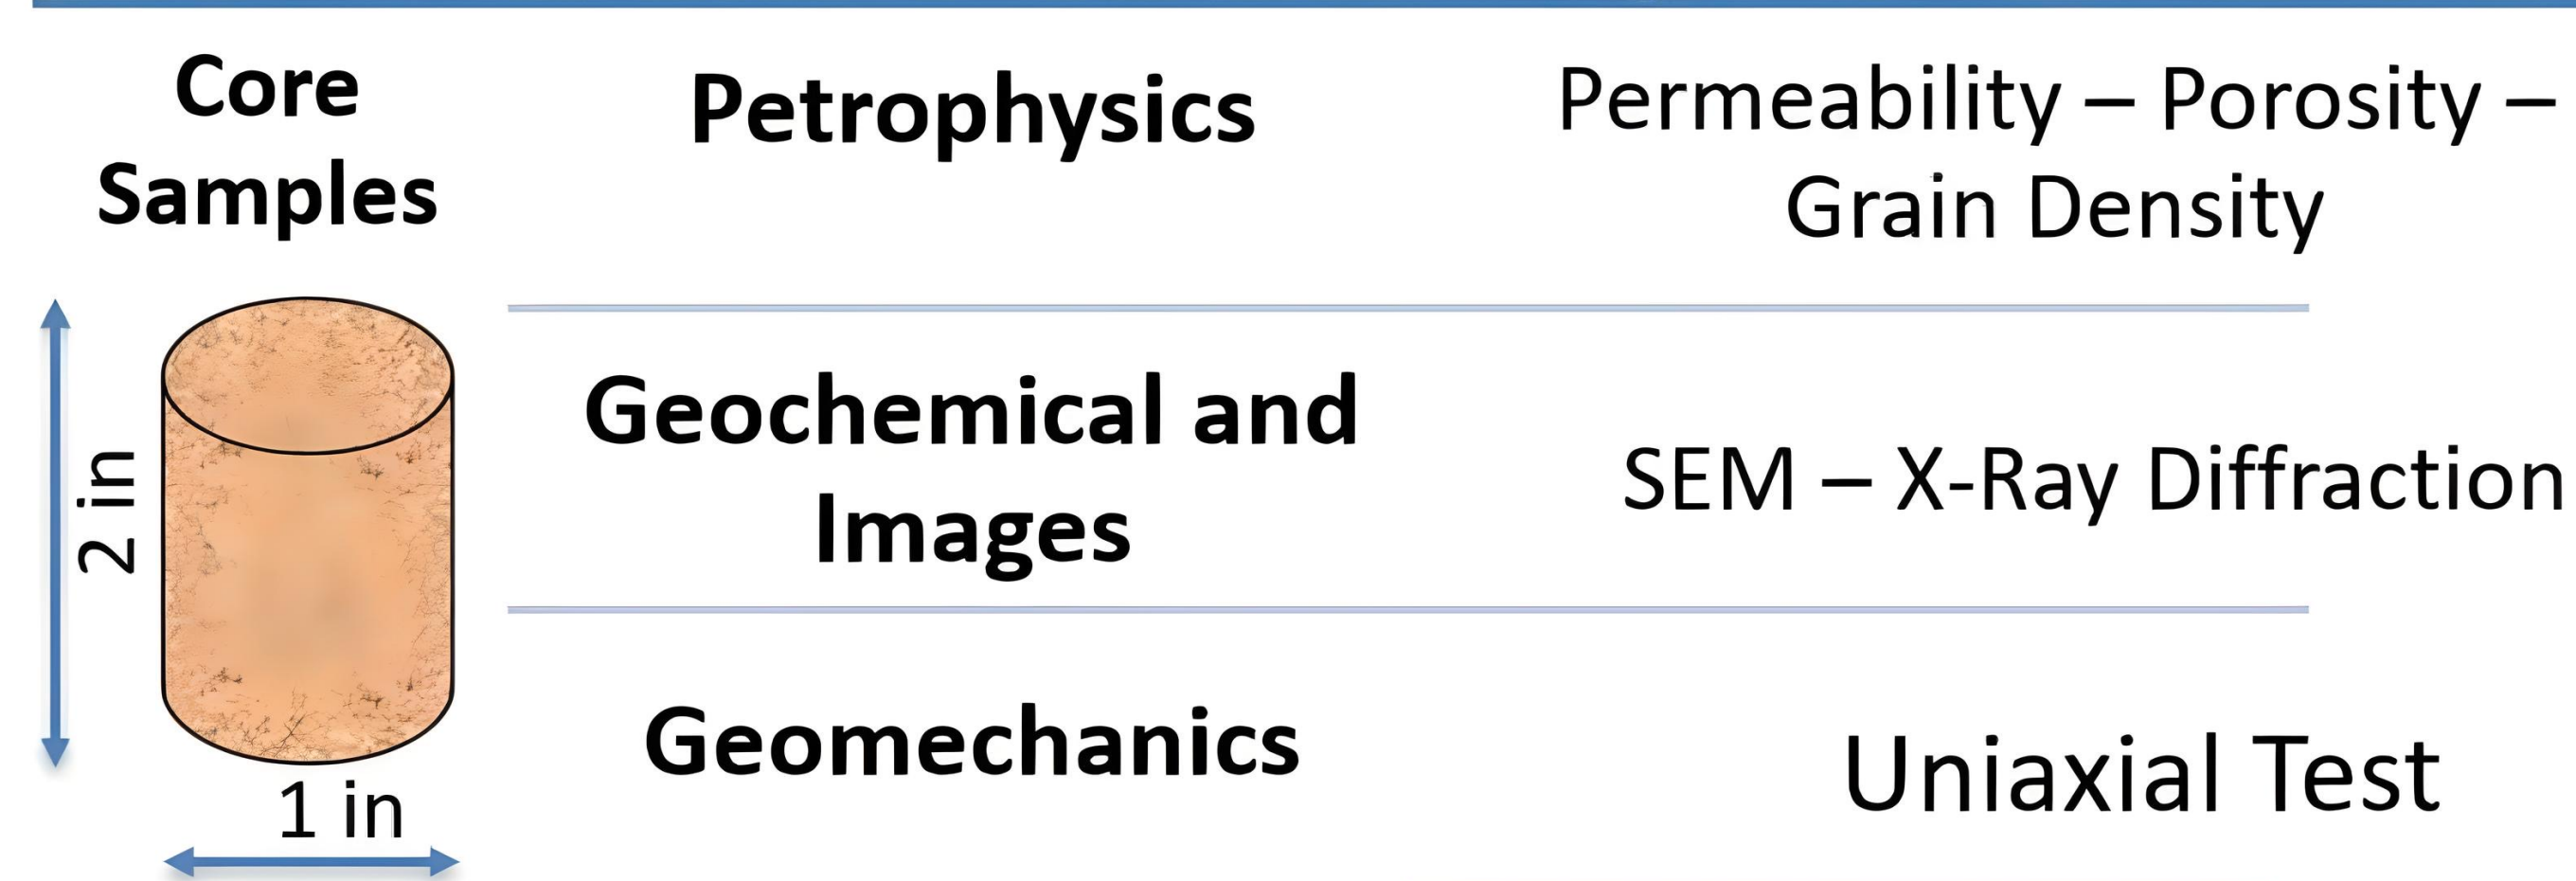 Core
Samples
Petrophysics
Permeability – Porosity –
Grain Density
2 in
1 in
Geochemical and
Images
SEM – X-Ray Diffraction
Geomechanics
Uniaxial Test